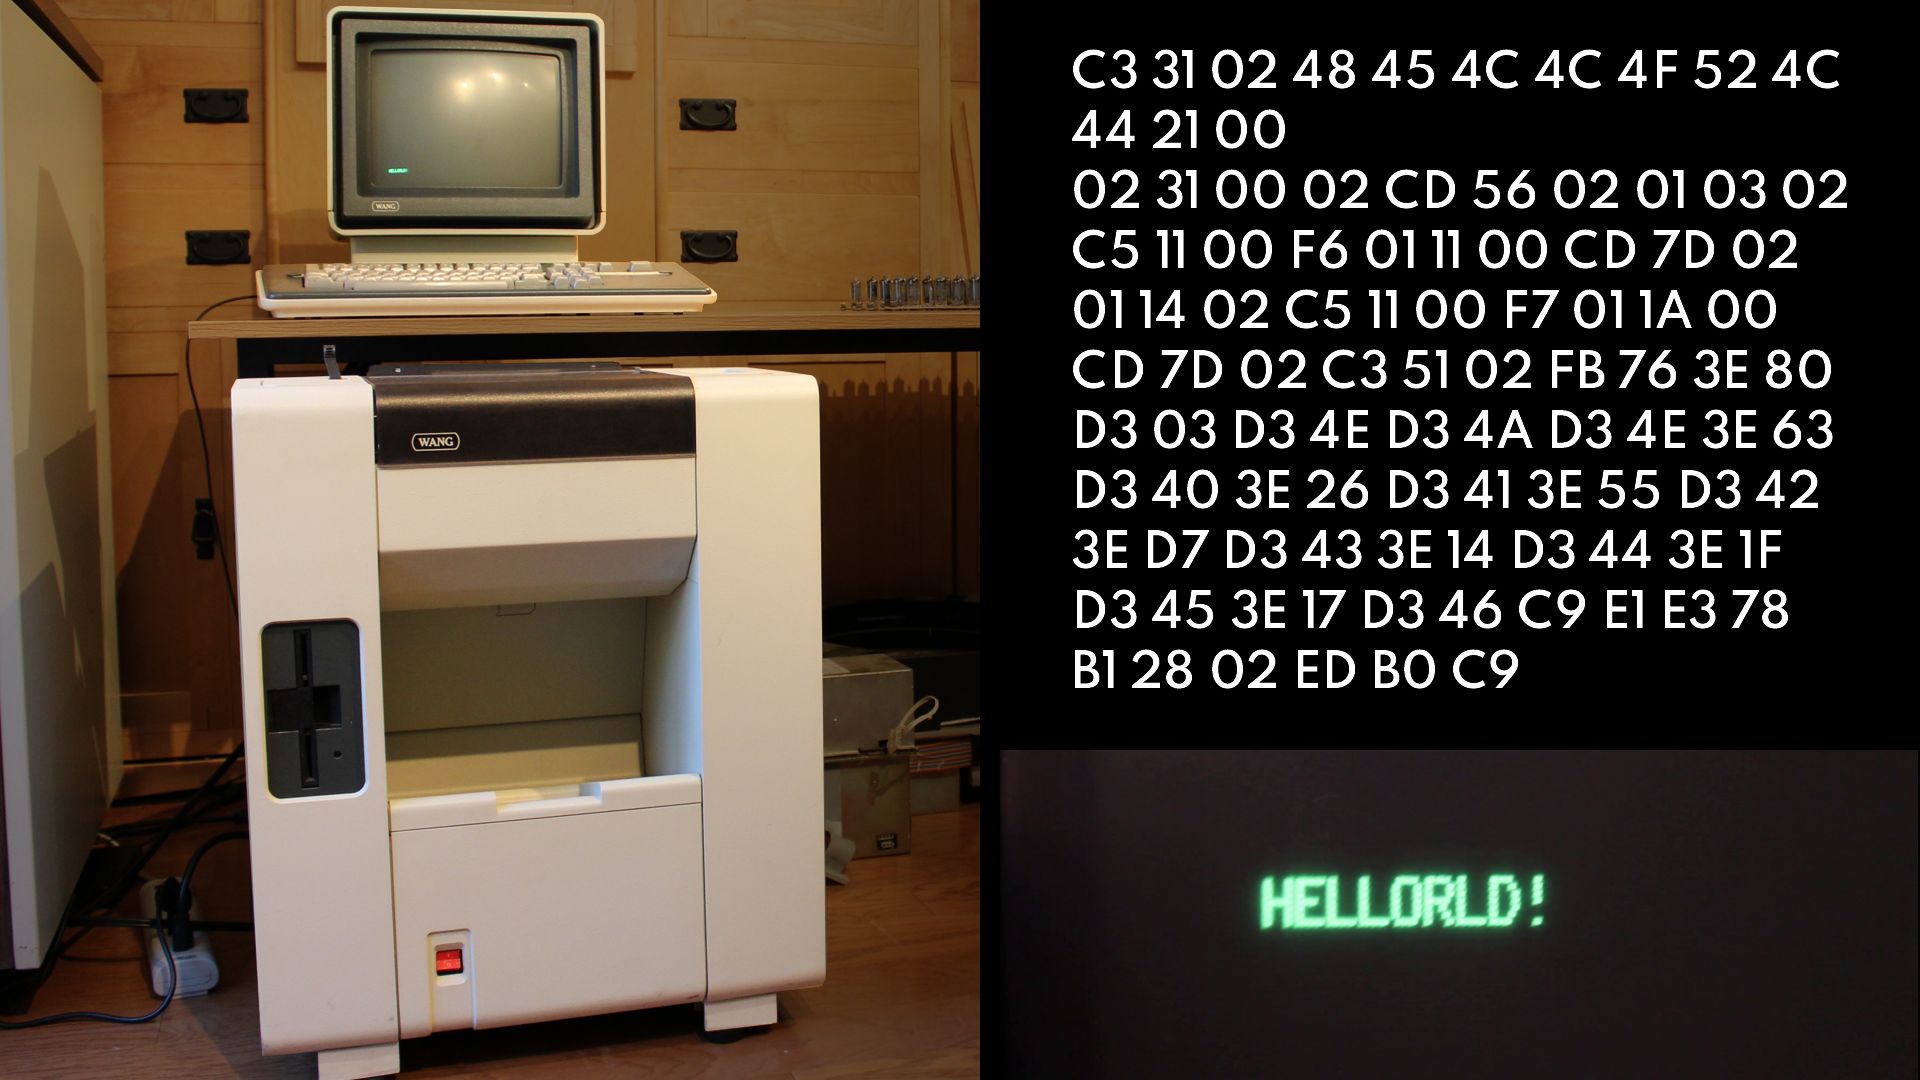 HELLORLD!
WANG
WANG
C3 31 02 48 45 4C 4C 4F 52 4C
44 21 00
02 31 00 02 CD 56 02 01 03 02
C5 11 00 F6 01 11 00 CD 7D 02
01 14 02 C5 11 00 F7 01 1A 00
CD 7D 02 C3 51 02 FB 76 3E 80
D3 03 D3 4E D3 4A D3 4E 3E 63
D3 40 3E 26 D3 41 3E 55 D3 42
3E D7 D3 43 3E 14 D3 44 3E 1F
D3 45 3E 17 D3 46 C9 E1 E3 78
B1 28 02 ED B0 C9
HELLORLD!